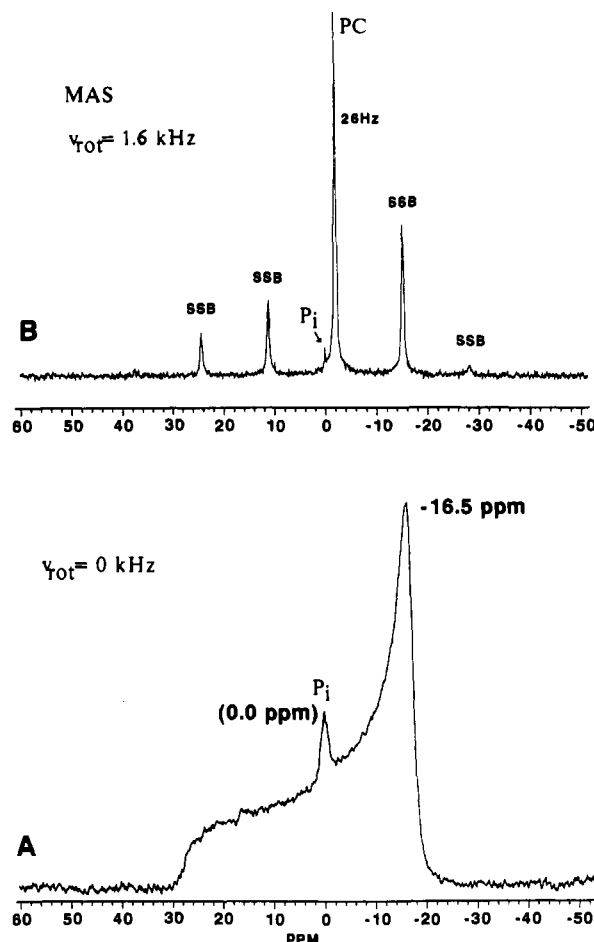 PC
MAS
26Hz
νrot= 1.6 kHz
SSB
SSB
SSB
Pi
SSB
B
60 50 40 30 20 10 0 -10 -20 -30 -40 -50
-16.5 ppm
νrot= 0 kHz
Pi
(0.0 ppm)
A
60 50 40 30 20 10 0 -10 -20 -30 -40 -50
PPM